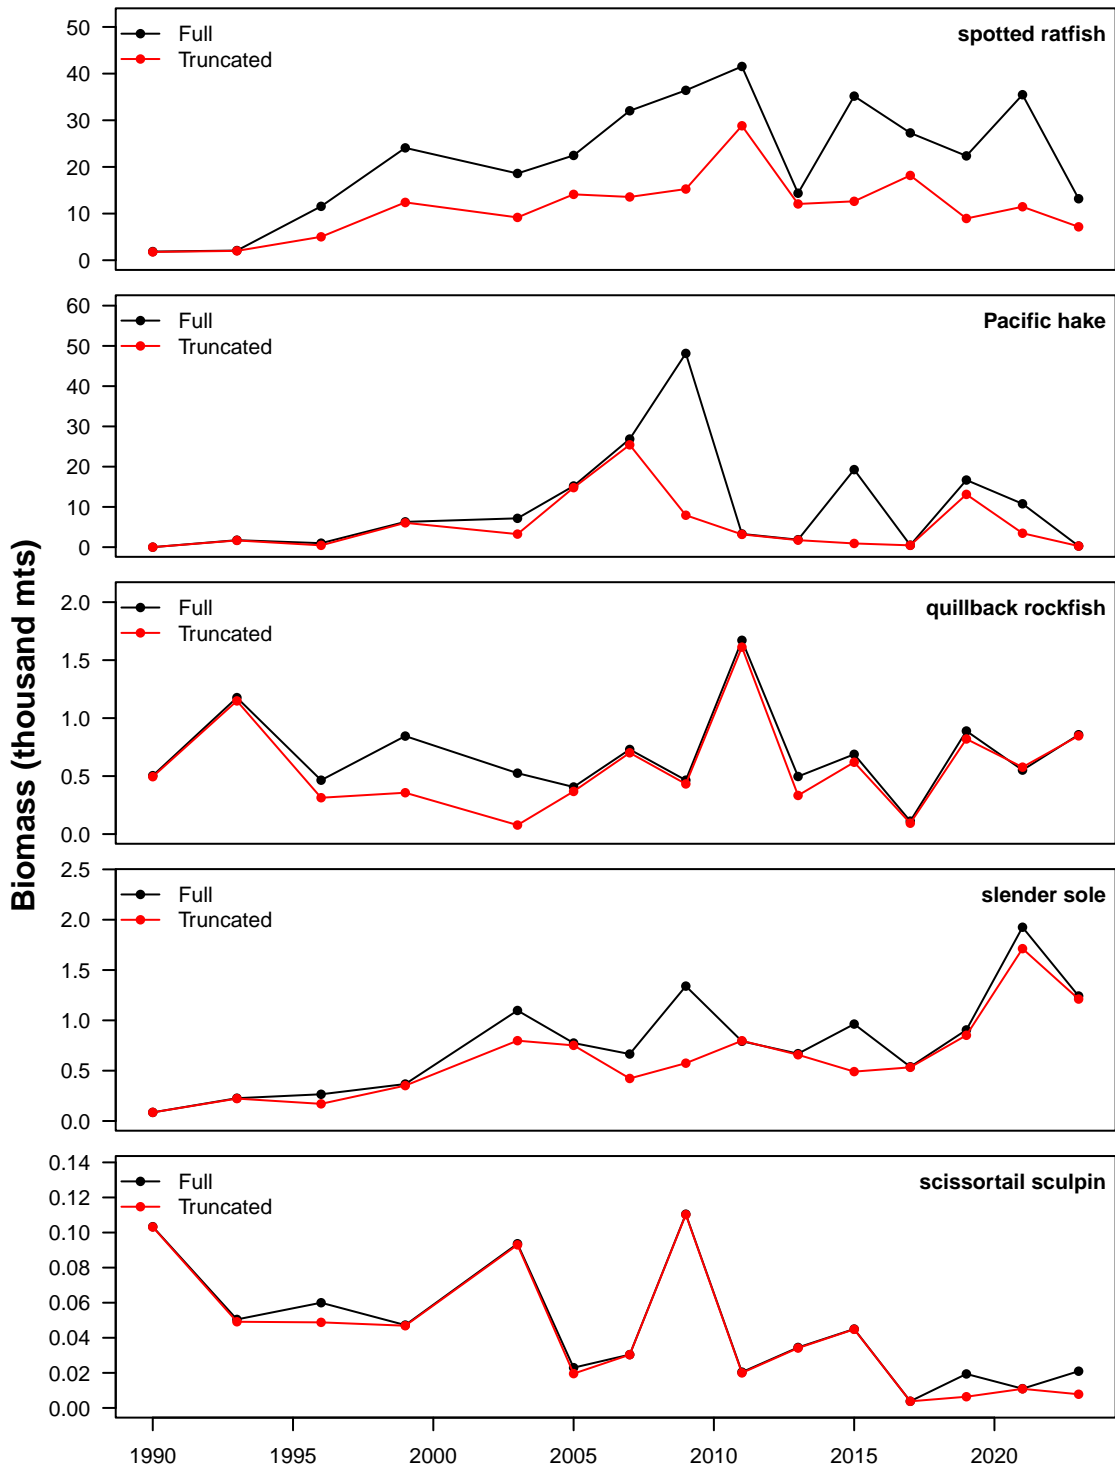 Biomass (thousand mts)
50
40
30
20
10
0
Full
Truncated
spotted ratfish
60
50
40
30
20
10
0
Full
Truncated
Pacific hake
2.0
1.5
1.0
0.5
0.0
Full
Truncated
quillback rockfish
2.5
2.0
1.5
1.0
0.5
0.0
Full
Truncated
slender sole
0.14
0.12
0.10
0.08
0.06
0.04
0.02
0.00
Full
Truncated
scissortail sculpin
1990 1995 2000 2005 2010 2015 2020